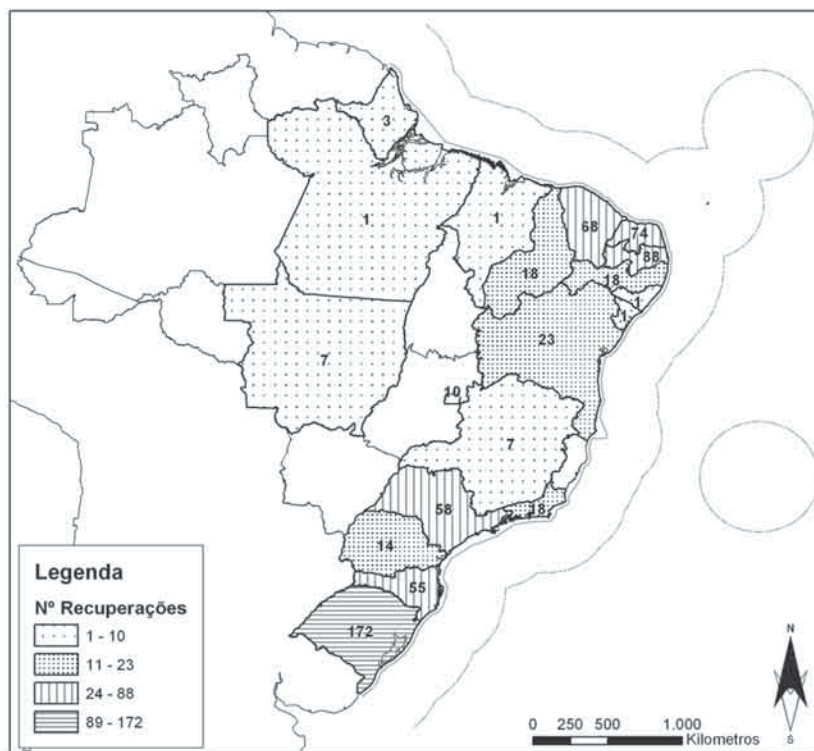 3
1
1
68
74
88
18
18
1
1
23
7
10
7
58
18
14
55
172
Legenda
Nº Recuperações
1 - 10
11 - 23
24 - 88
89 - 172
N
S
0 250 500 1.000
Kilometros